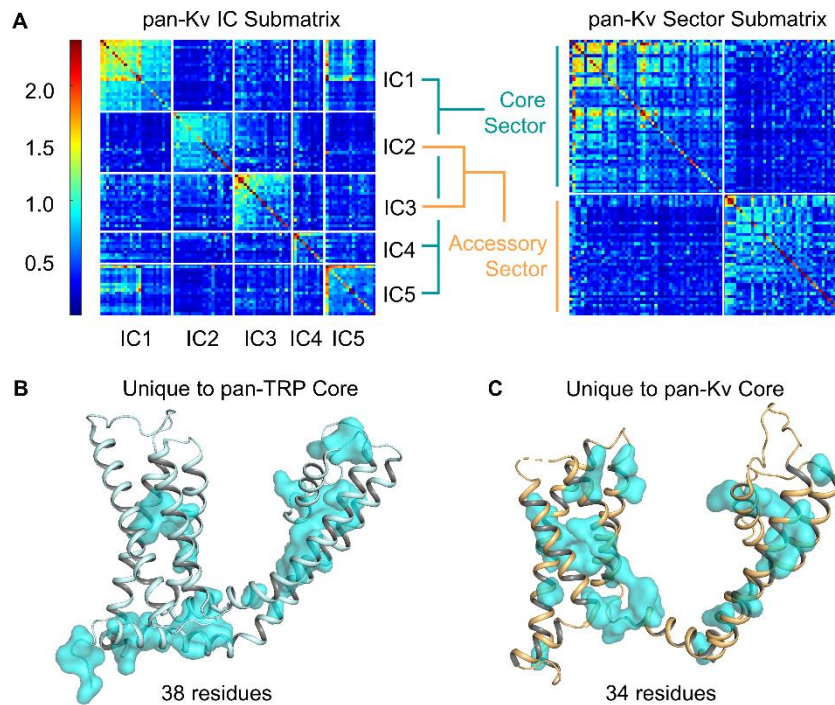 A
pan-Kv IC Submatrix
pan-Kv Sector Submatrix
2.0
1.5
1.0
0.5
IC1
IC2
IC3
IC4
IC5
Core
Sector
Accessory
Sector
IC1 IC2 IC3 IC4 IC5
B
Unique to pan-TRP Core
38 residues
C
Unique to pan-Kv Core
34 residues